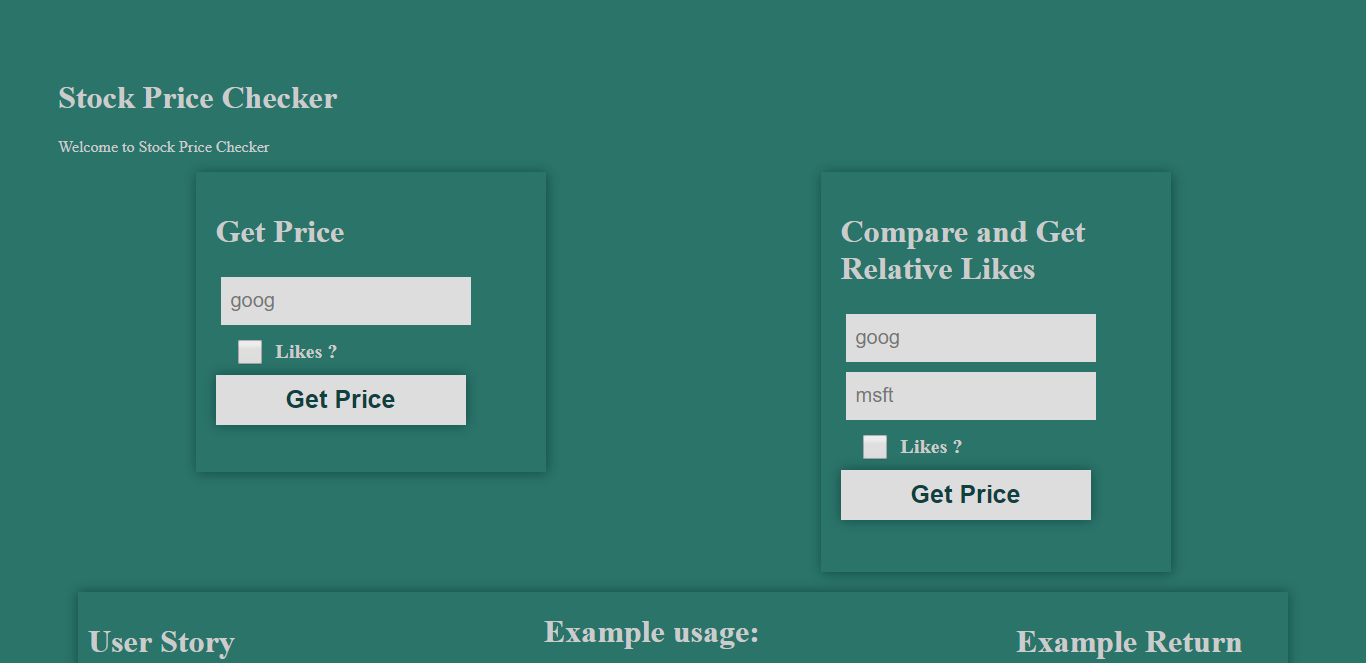 Stock Price Checker
Welcome to Stock Price Checker
Get Price
goog
Likes ?
Get Price
Compare and Get
Relative Likes
goog
msft
Likes ?
Get Price
User Story
Example usage:
Example Return